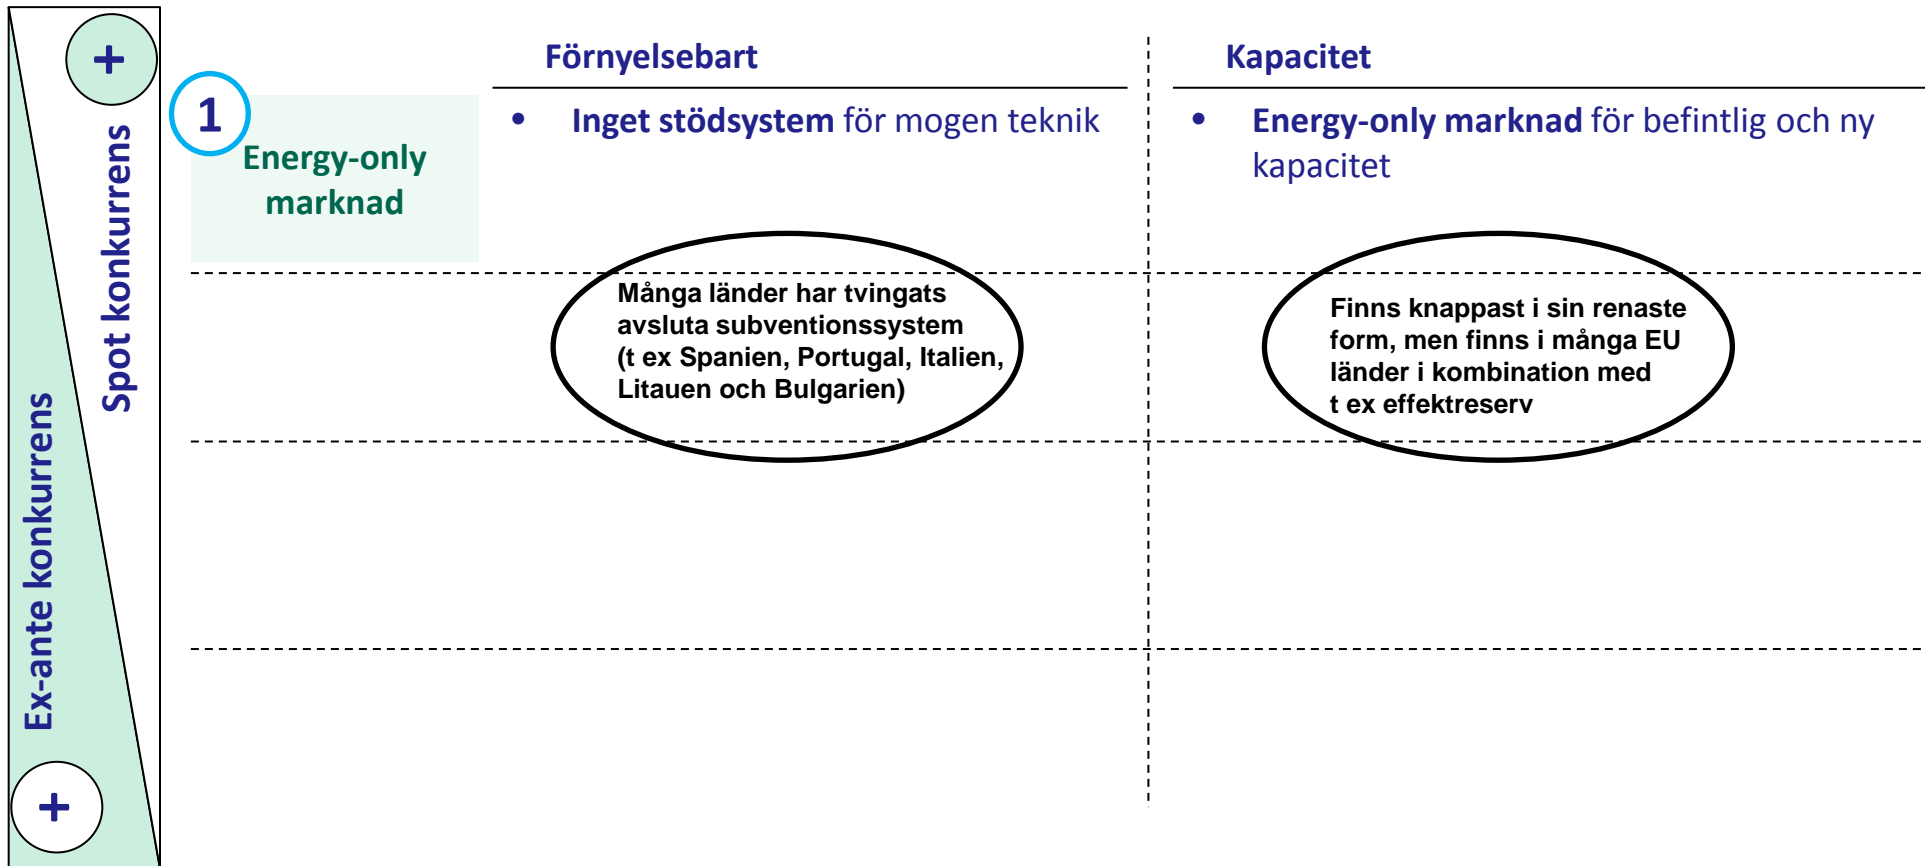 +
Spot konkurrens
Ex-ante konkurrens
+
Förnyelsebart
Kapacitet
1
Energy-only
marknad
• Inget stödsystem för mogen teknik
• Energy-only marknad för befintlig och ny
kapacitet
Många länder har tvingats
avsluta subventionssystem
(t ex Spanien, Portugal, Italien,
Litauen och Bulgarien)
Finns knappast i sin renaste
form, men finns i många EU
länder i kombination med
t ex effektreserv